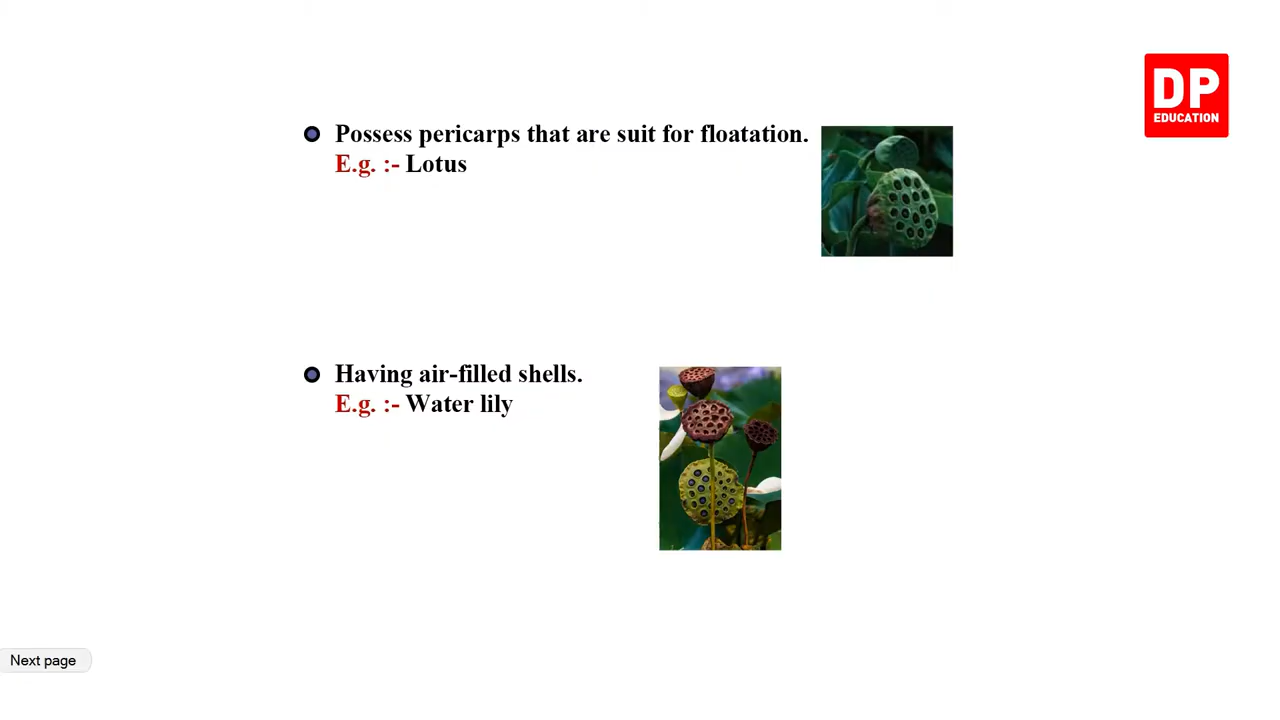 DP
EDUCATION
Possess pericarps that are suit for floatation.
E.g. :- Lotus
Having air-filled shells.
E.g. :- Water lily
Next page